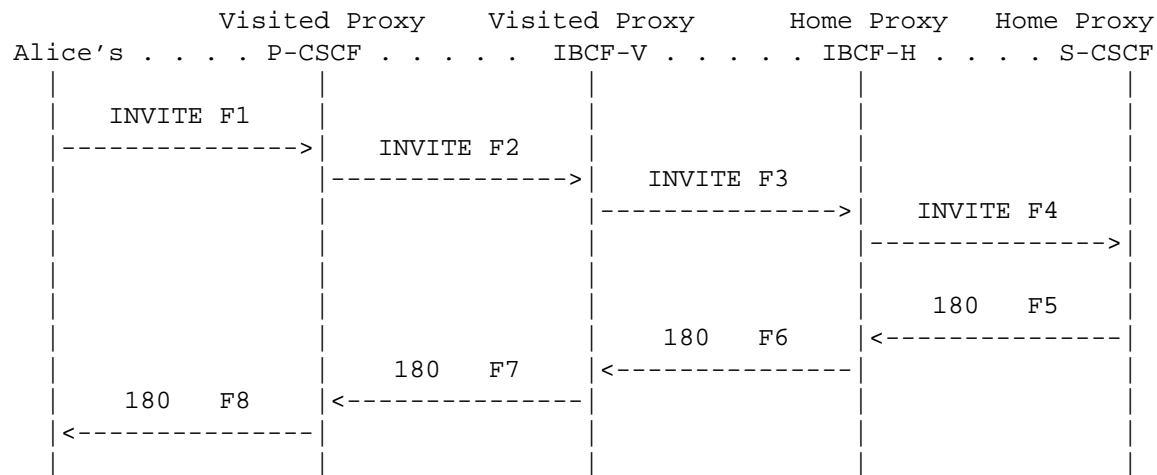 Visited Proxy Visited Proxy Home Proxy Home Proxy
Alice's . . . . P-CSCF . . . . . IBCF-V . . . . . IBCF-H . . . . S-CSCF
INVITE F1
INVITE F2
INVITE F3
INVITE F4
180 F5
180 F6
180 F7
180 F8